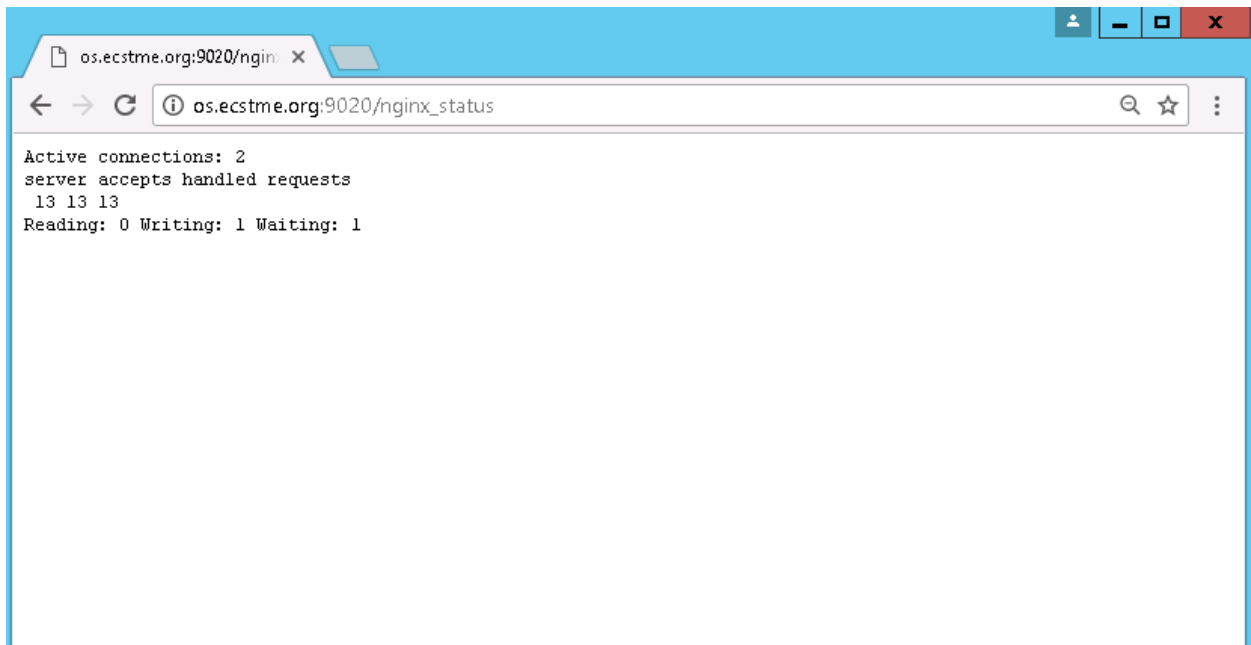 os.ecstme.org:9020/ngin
os.ecstme.org:9020/nginx_status
Active connections: 2
server accepts handled requests
13 13 13
Reading: 0 Writing: 1 Waiting: 1